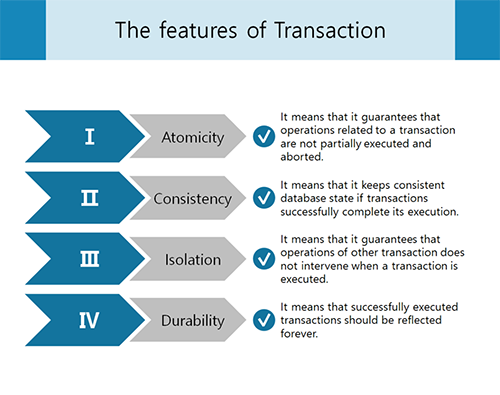 The features of Transaction
I
Atomicity
It means that it guarantees that
operations related to a transaction
are not partially executed and
aborted.
II
Consistency
It means that it keeps consistent
database state if transactions
successfully complete its execution.
III
Isolation
It means that it guarantees that
operations of other transaction does
not intervene when a transaction is
executed.
IV
Durability
It means that successfully executed
transactions should be reflected
forever.